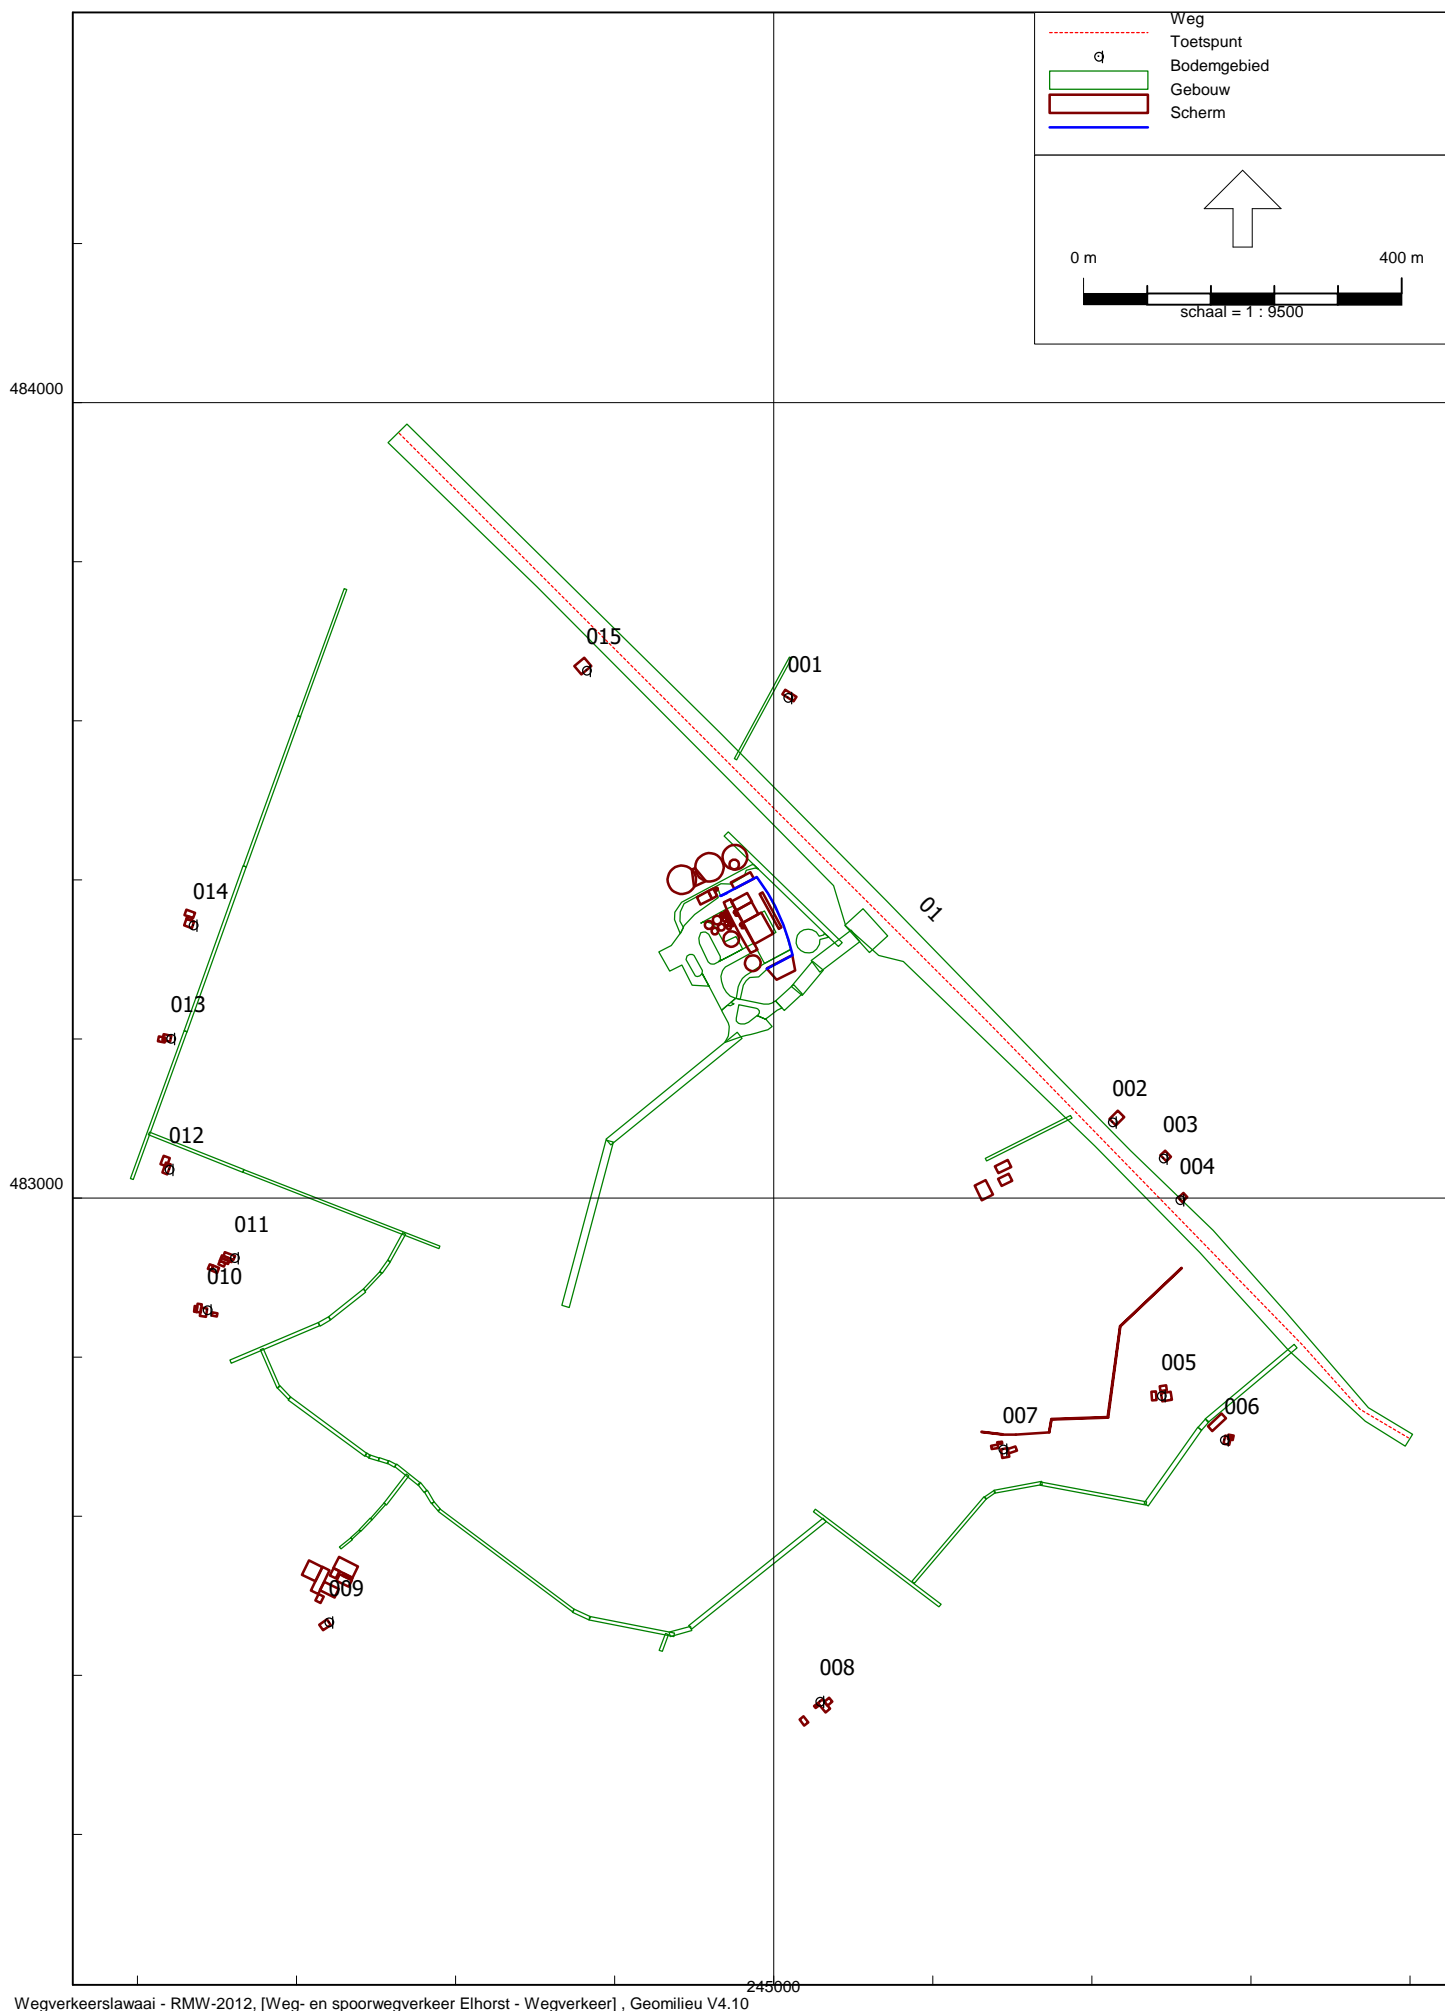 Weg
Toetspunt
Bodemgebied
Gebouw
Scherm
0 m 400 m
schaal = 1 : 9500
484000
015
001
014
01
013
002
003
012
004
483000
011
010
005
006
007
009
008
245000
Wegverkeerslawaai - RMW-2012, [Weg- en spoorwegverkeer Elhorst - Wegverkeer] , Geomilieu V4.10